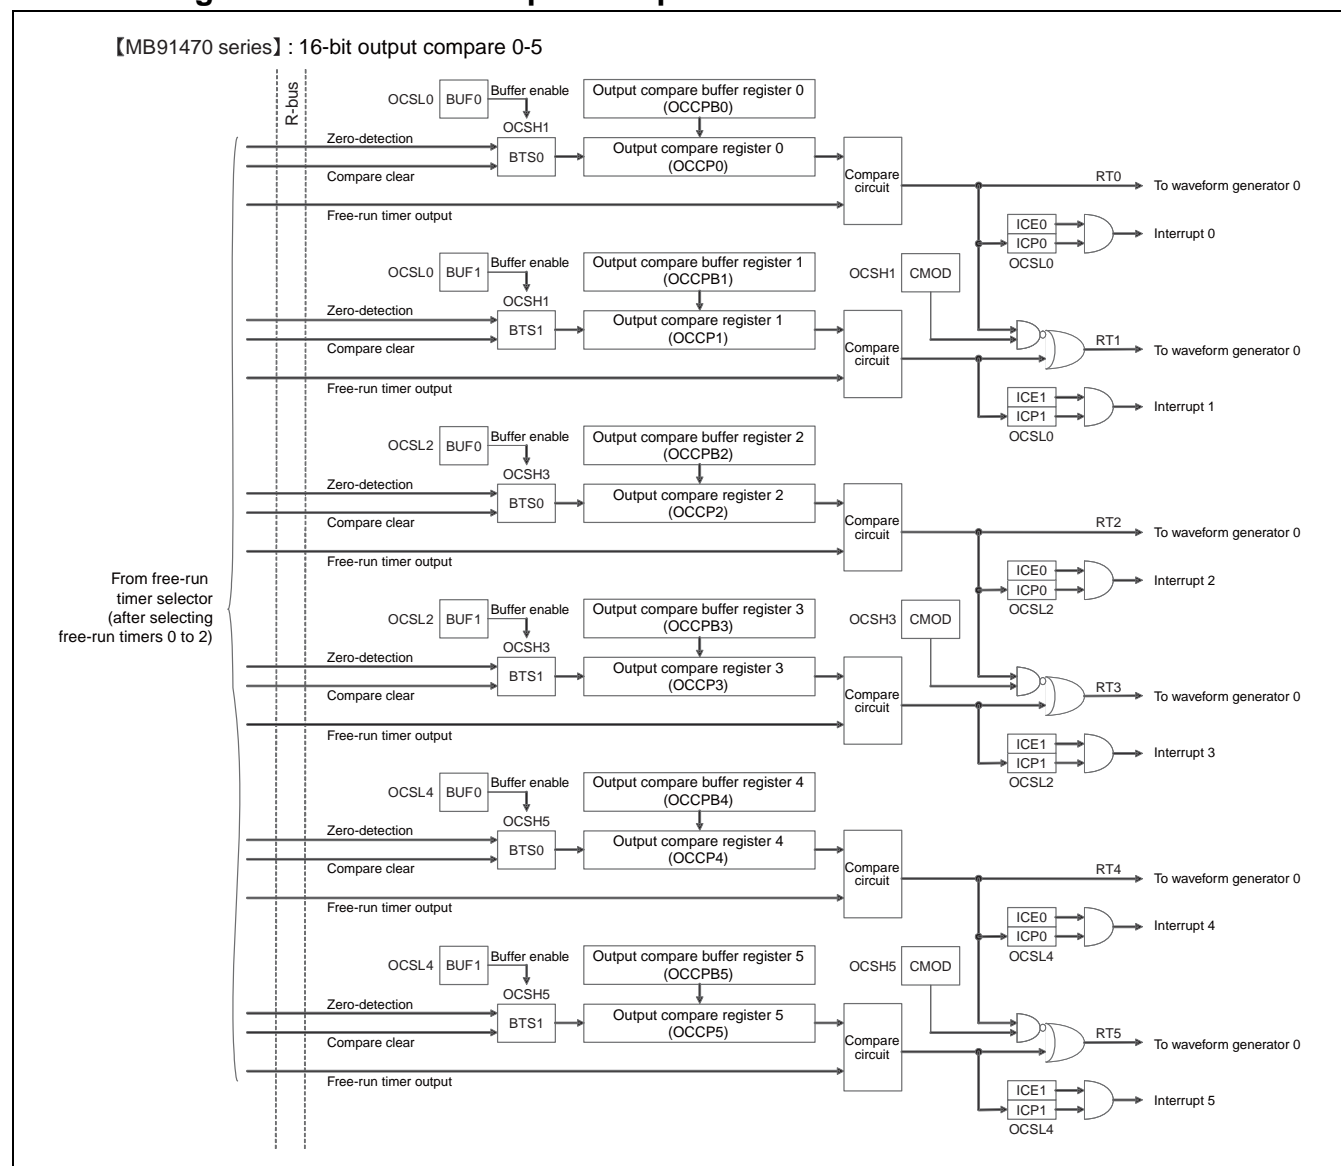 【MB91470 series】: 16-bit output compare 0-5
R-bus
OCSL0 BUF0 Buffer enable
Output compare buffer register 0
(OCCPB0)
OCSH1
Zero-detection
BTS0
Output compare register 0
(OCCP0)
Compare clear
Compare
circuit
RT0
To waveform generator 0
Free-run timer output
ICE0
ICP0
OCSL0
Interrupt 0
OCSL0 BUF1 Buffer enable
Output compare buffer register 1
(OCCPB1)
OCSH1 CMOD
OCSH1
Zero-detection
BTS1
Output compare register 1
(OCCP1)
Compare clear
Compare
circuit
RT1
To waveform generator 0
Free-run timer output
ICE1
ICP1
OCSL0
Interrupt 1
OCSL2 BUF0 Buffer enable
Output compare buffer register 2
(OCCPB2)
OCSH3
Zero-detection
BTS0
Output compare register 2
(OCCP2)
Compare clear
Compare
circuit
RT2
To waveform generator 0
Free-run timer output
ICE0
ICP0
OCSL2
Interrupt 2
From free-run
timer selector
(after selecting
free-run timers 0 to 2)
OCSL2 BUF1 Buffer enable
Output compare buffer register 3
(OCCPB3)
OCSH3 CMOD
OCSH3
Zero-detection
BTS1
Output compare register 3
(OCCP3)
Compare clear
Compare
circuit
RT3
To waveform generator 0
Free-run timer output
ICE1
ICP1
OCSL2
Interrupt 3
OCSL4 BUF0 Buffer enable
Output compare buffer register 4
(OCCPB4)
OCSH5
Zero-detection
BTS0
Output compare register 4
(OCCP4)
Compare clear
Compare
circuit
RT4
To waveform generator 0
Free-run timer output
ICE0
ICP0
OCSL4
Interrupt 4
OCSL4 BUF1 Buffer enable
Output compare buffer register 5
(OCCPB5)
OCSH5 CMOD
OCSH5
Zero-detection
BTS1
Output compare register 5
(OCCP5)
Compare clear
Compare
circuit
RT5
To waveform generator 0
Free-run timer output
ICE1
ICP1
OCSL4
Interrupt 5